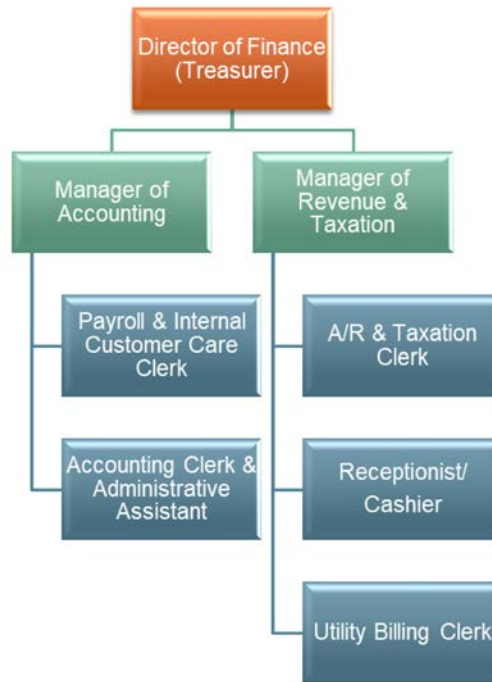 Director of Finance
(Treasurer)
Manager of
Accounting
Manager of
Revenue &
Taxation
Payroll & Internal
Customer Care
Clerk
A/R & Taxation
Clerk
Accounting Clerk &
Administrative
Assistant
Receptionist/
Cashier
Utility Billing Clerk